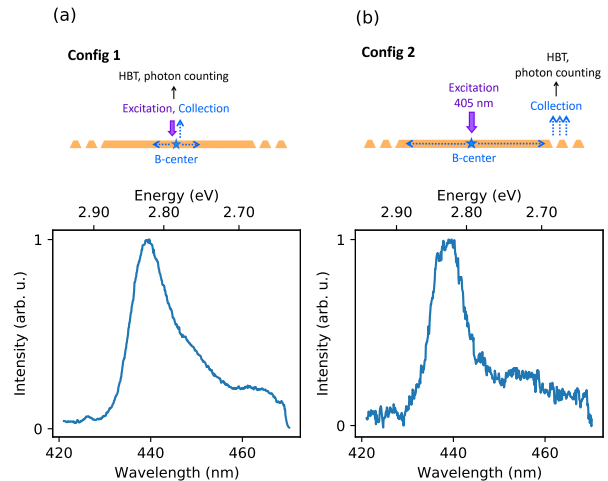 (a)
Config 1
HBT, photon counting
Excitation, Collection
B-center
Energy (eV)
2.90 2.80 2.70
Intensity (arb. u.)
1
0
420 440 460
Wavelength (nm)
(b)
Config 2
HBT,
photon counting
Excitation
405 nm
Collection
B-center
Energy (eV)
2.90 2.80 2.70
Intensity (arb. u.)
1
0
420 440 460
Wavelength (nm)